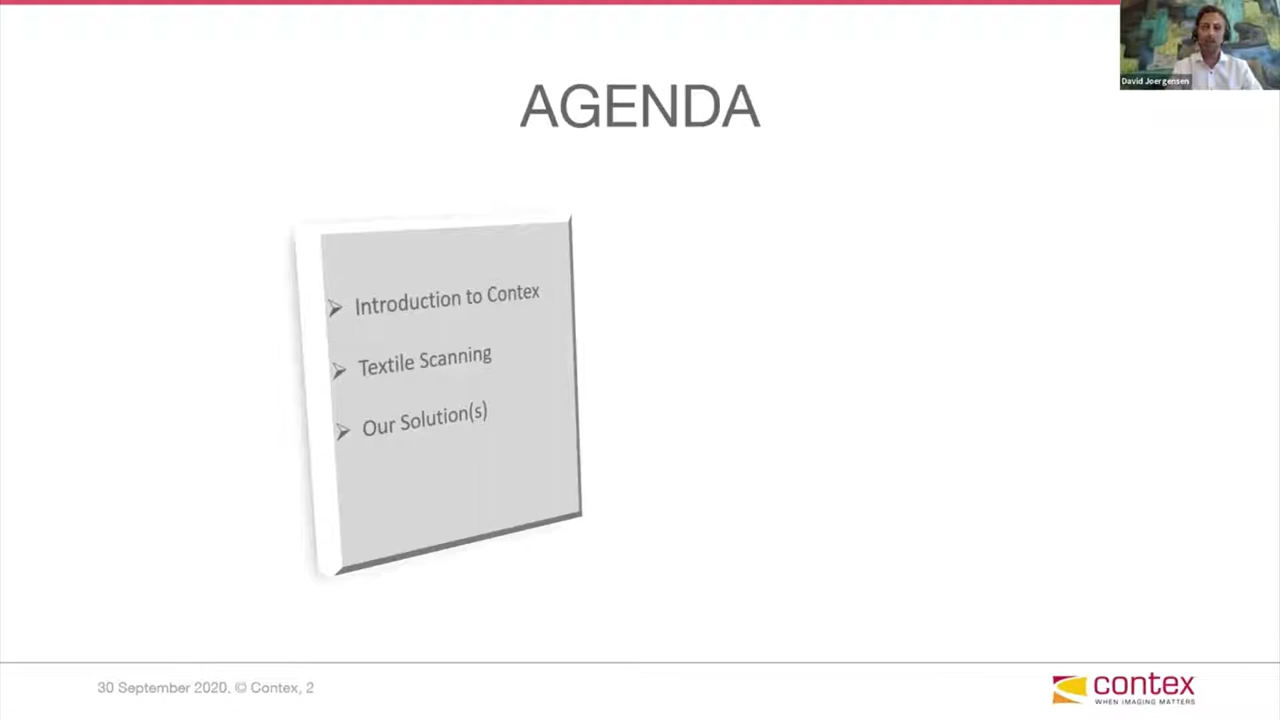 David Joergensen
AGENDA
Introduction to Contex
Textile Scanning
Our Solution(s)
30 September 2020, © Contex, 2
contex
WHEN IMAGING MATTERS